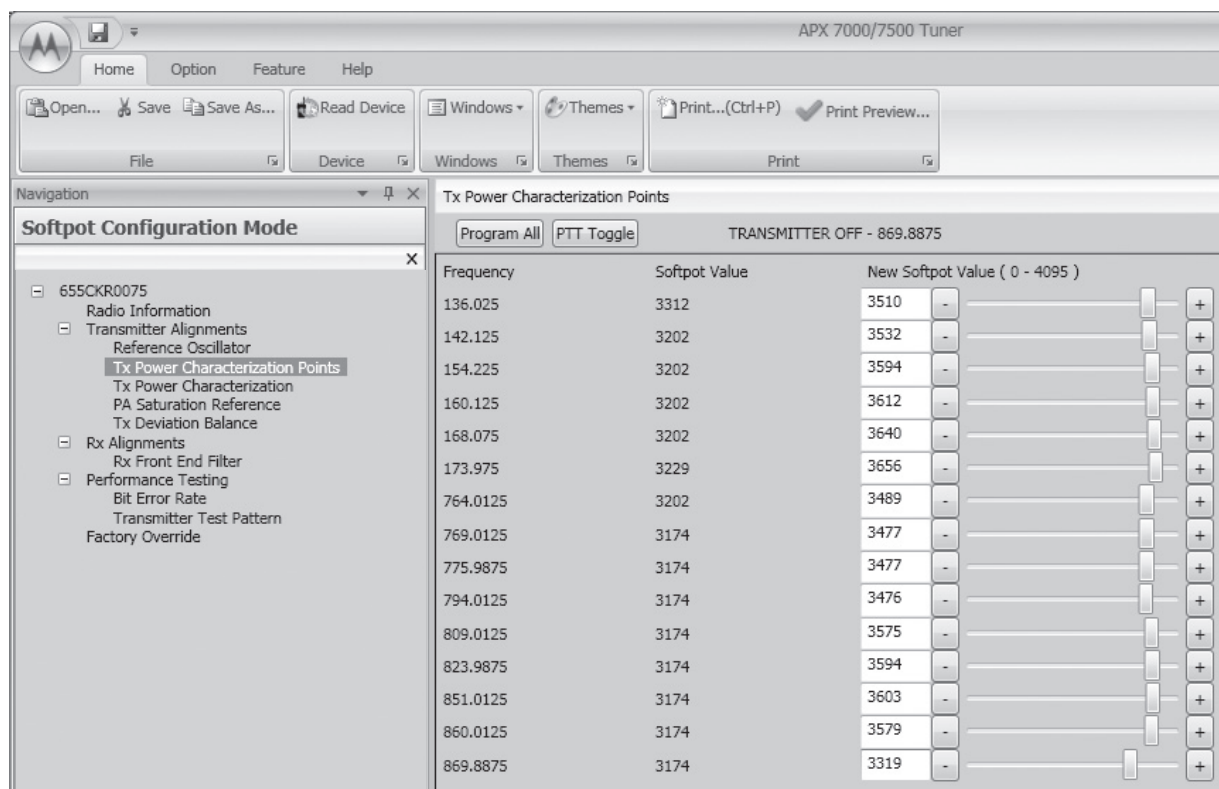 APX 7000/7500 Tuner
Home Option Feature Help
Open... Save Save As... Read Device Windows Themes Print...(Ctrl+P) Print Preview...
File Device Windows Themes Print
Navigation
Softpot Configuration Mode
655CKR0075
Radio Information
Transmitter Alignments
Reference Oscillator
Tx Power Characterization Points
Tx Power Characterization
PA Saturation Reference
Tx Deviation Balance
Rx Alignments
Rx Front End Filter
Performance Testing
Bit Error Rate
Transmitter Test Pattern
Factory Override
Tx Power Characterization Points
Program All PTT Toggle TRANSMITTER OFF - 869.8875
Frequency Softpot Value New Softpot Value ( 0 - 4095 )
136.025 3312 3510 - +
142.125 3202 3532 - +
154.225 3202 3594 - +
160.125 3202 3612 - +
168.075 3202 3640 - +
173.975 3229 3656 - +
764.0125 3202 3489 - +
769.0125 3174 3477 - +
775.9875 3174 3477 - +
794.0125 3174 3476 - +
809.0125 3174 3575 - +
823.9875 3174 3594 - +
851.0125 3174 3603 - +
860.0125 3174 3579 - +
869.8875 3174 3319 - +